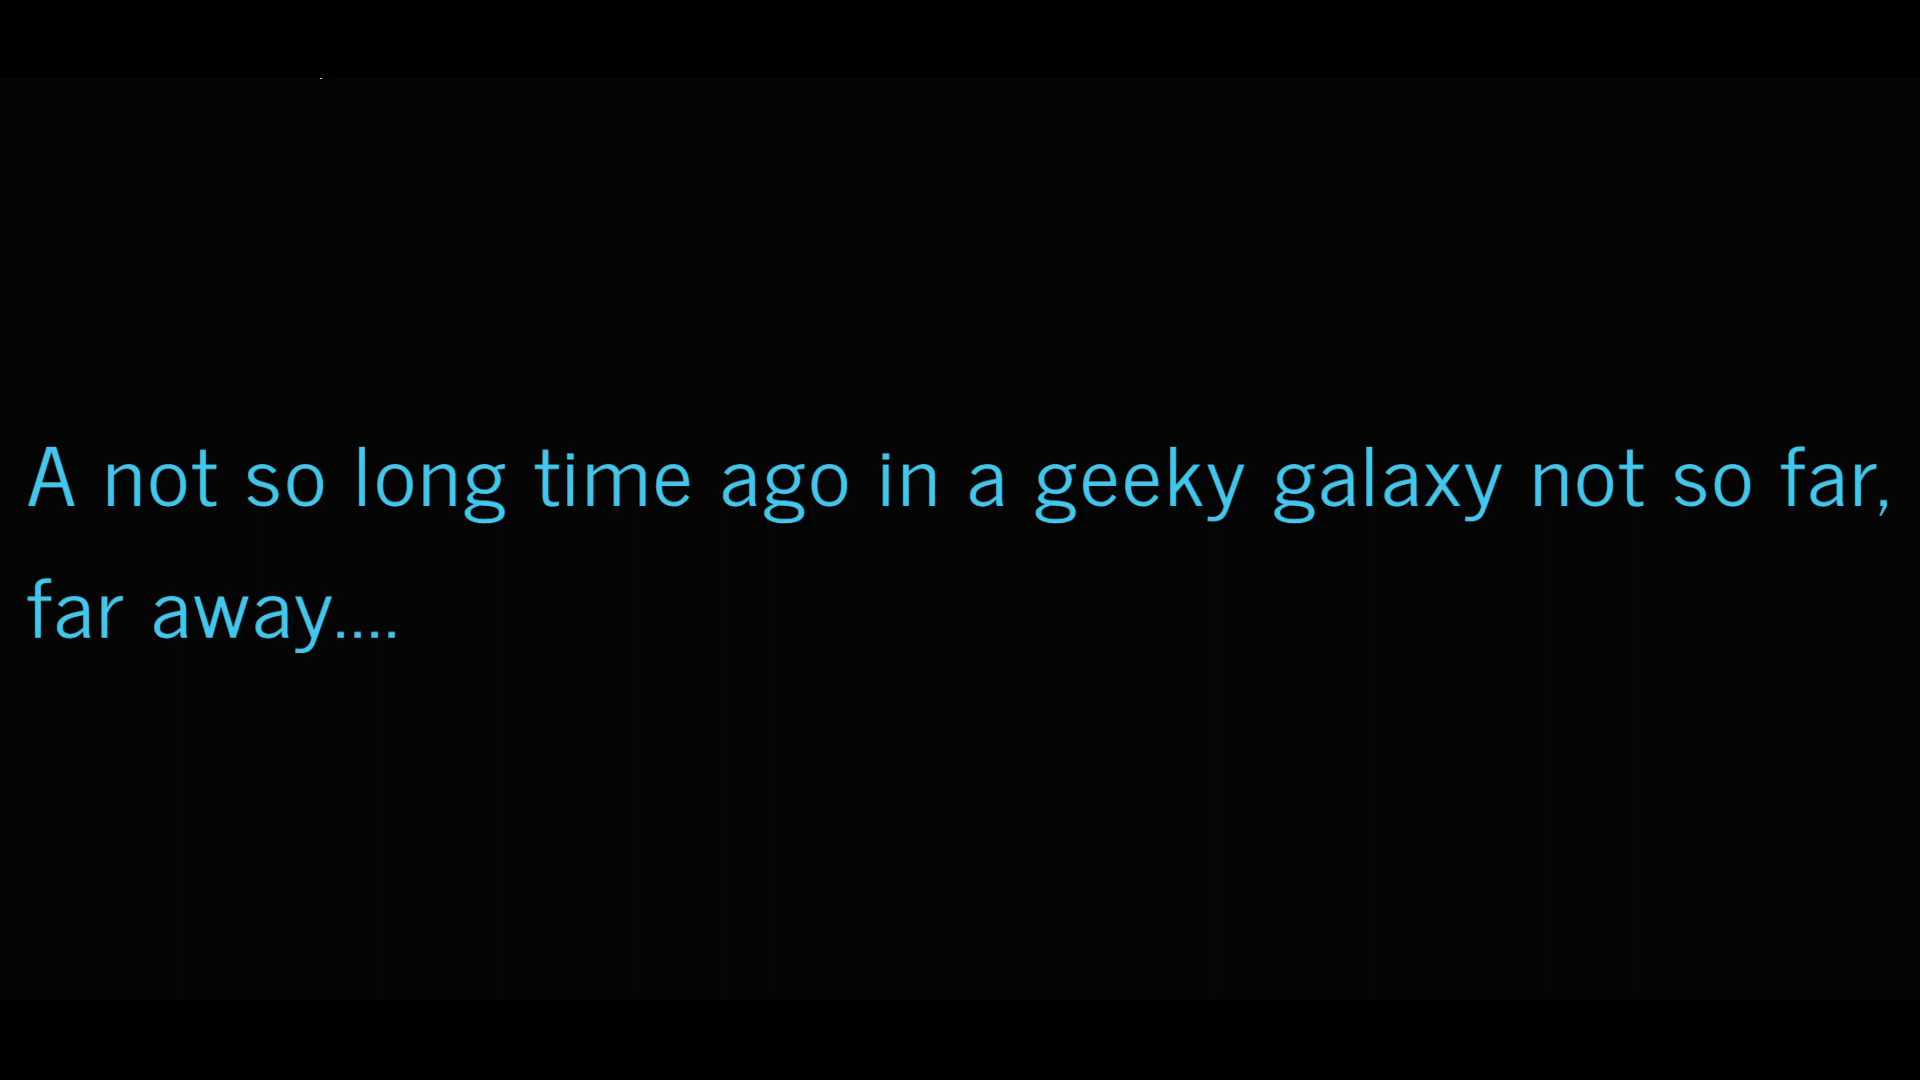 A not so long time ago in a geeky galaxy not so far,
far away....